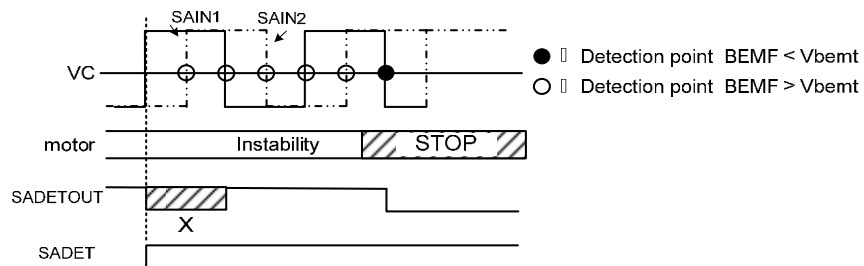 SAIN1 SAIN2
VC
● ▯ Detection point BEMF < Vbemt
○ ▯ Detection point BEMF > Vbemt
motor Instability STOP
SADETOUT
X
SADET